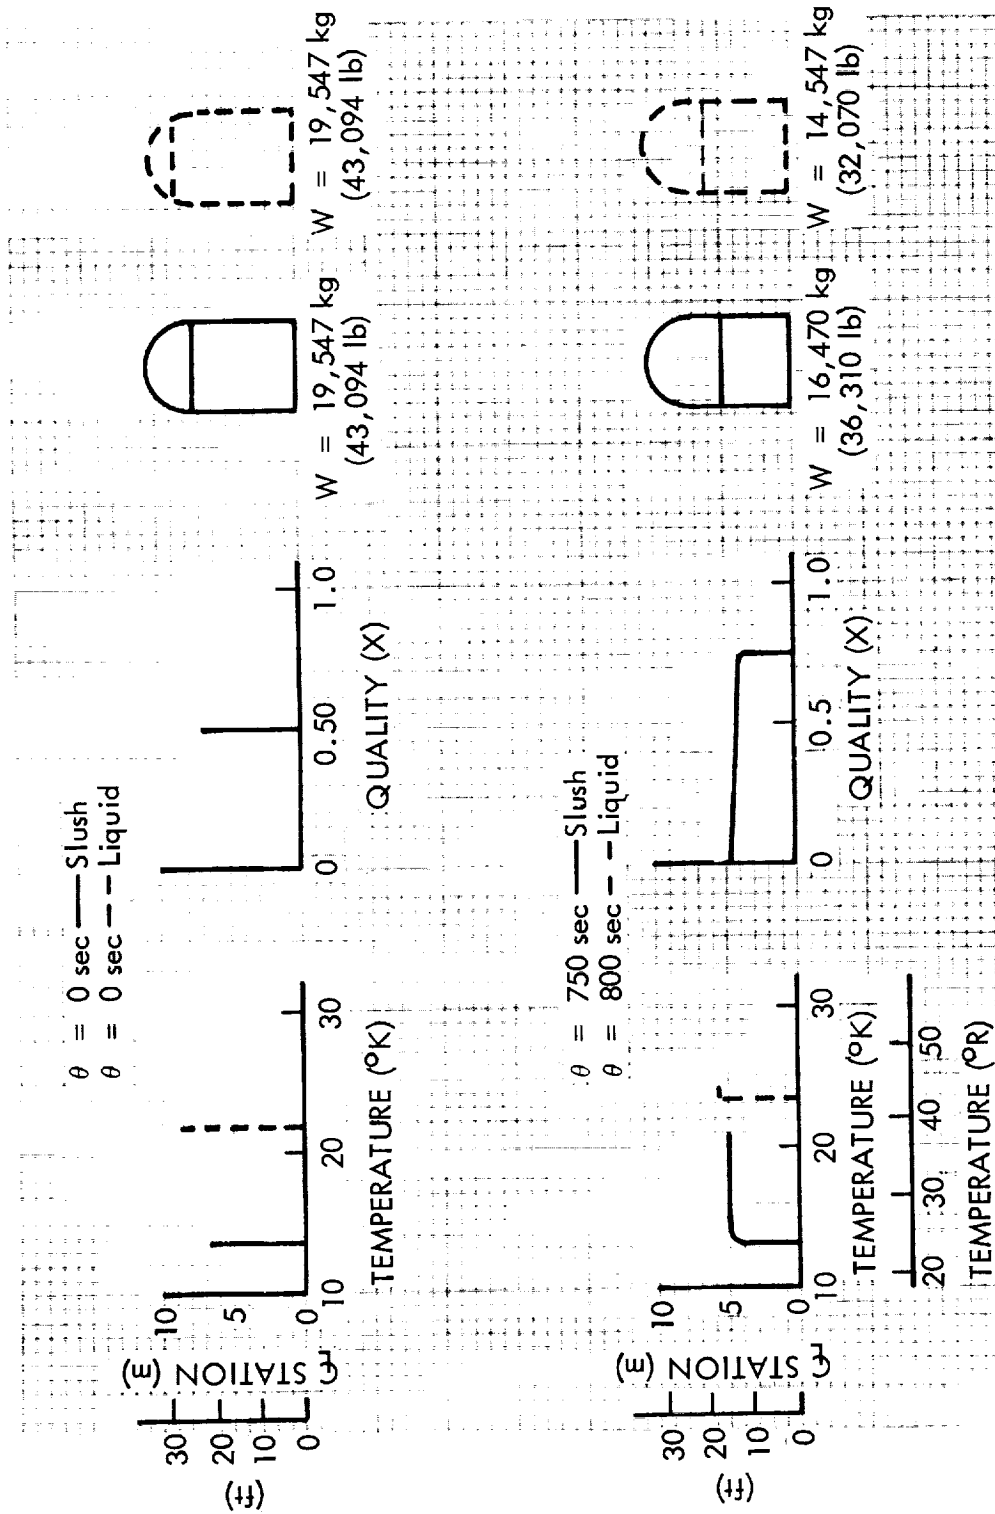 θ = 0 sec —— Slush
θ = 0 sec – – – Liquid
(ft)
30
20
10
0
℄ STATION (m)
10
5
0
10
20
30
TEMPERATURE (°K)
0
0.50
1.0
QUALITY (X)
W = 19,547 kg
(43,094 lb)
W = 19,547 kg
(43,094 lb)
θ = 750 sec —— Slush
θ = 800 sec – – – Liquid
(ft)
30
20
10
0
℄ STATION (m)
10
5
0
10
20
30
TEMPERATURE (°K)
20
30
40
50
TEMPERATURE (°R)
0
0.5
1.0
QUALITY (X)
W = 16,470 kg
(36,310 lb)
W = 14,547 kg
(32,070 lb)